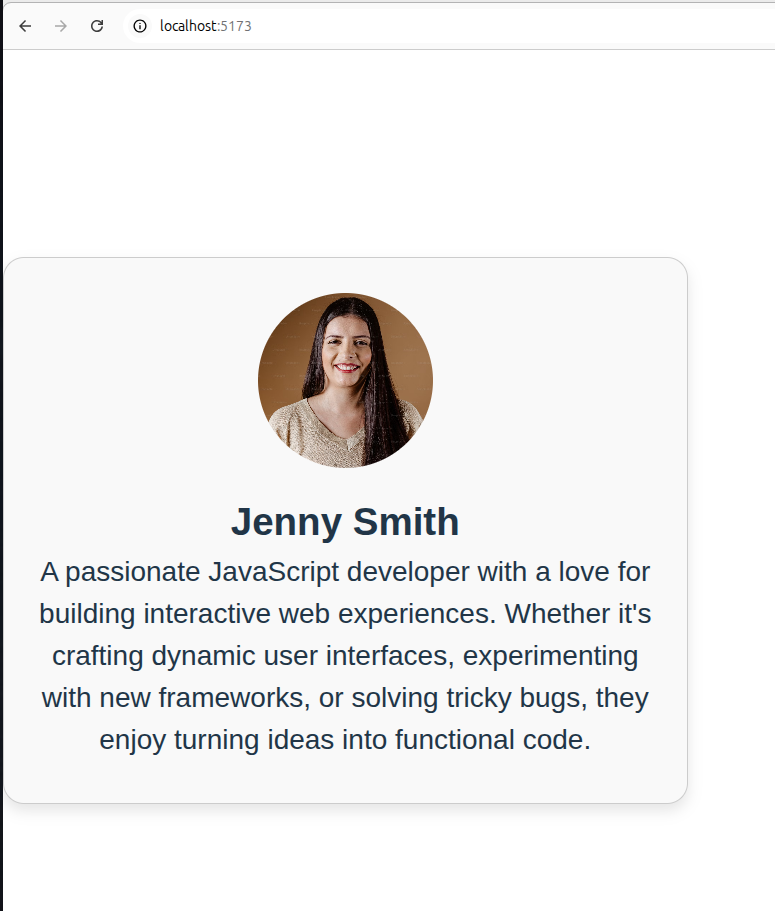 localhost:5173
Jenny Smith
A passionate JavaScript developer with a love for
building interactive web experiences. Whether it's
crafting dynamic user interfaces, experimenting
with new frameworks, or solving tricky bugs, they
enjoy turning ideas into functional code.